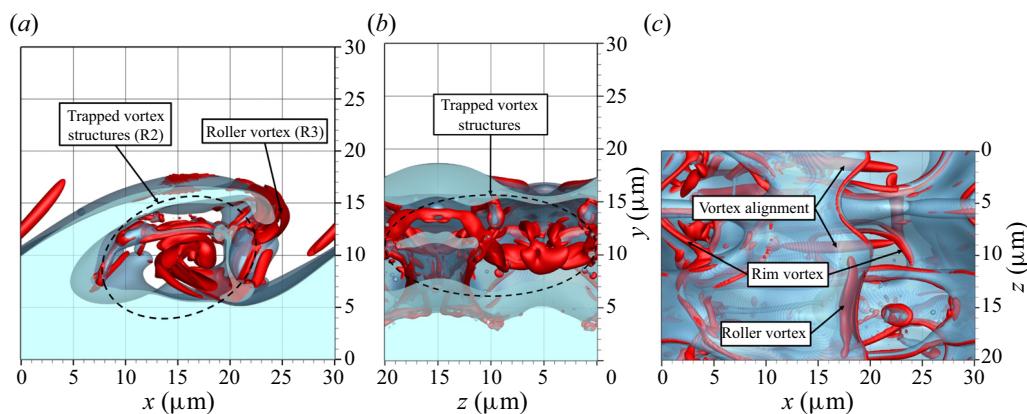 (a)
(b)
(c)
Trapped vortex
structures (R2)
Roller vortex (R3)
30
25
20
15
10
5
0
0
5
10
15
20
25
30
x (μm)
Trapped vortex
structures
30
25
20
15
10
5
0
y (μm)
20
10
0
z (μm)
Vortex alignment
Rim vortex
Roller vortex
0
5
10
15
20
z (μm)
0
5
10
15
20
25
30
x (μm)